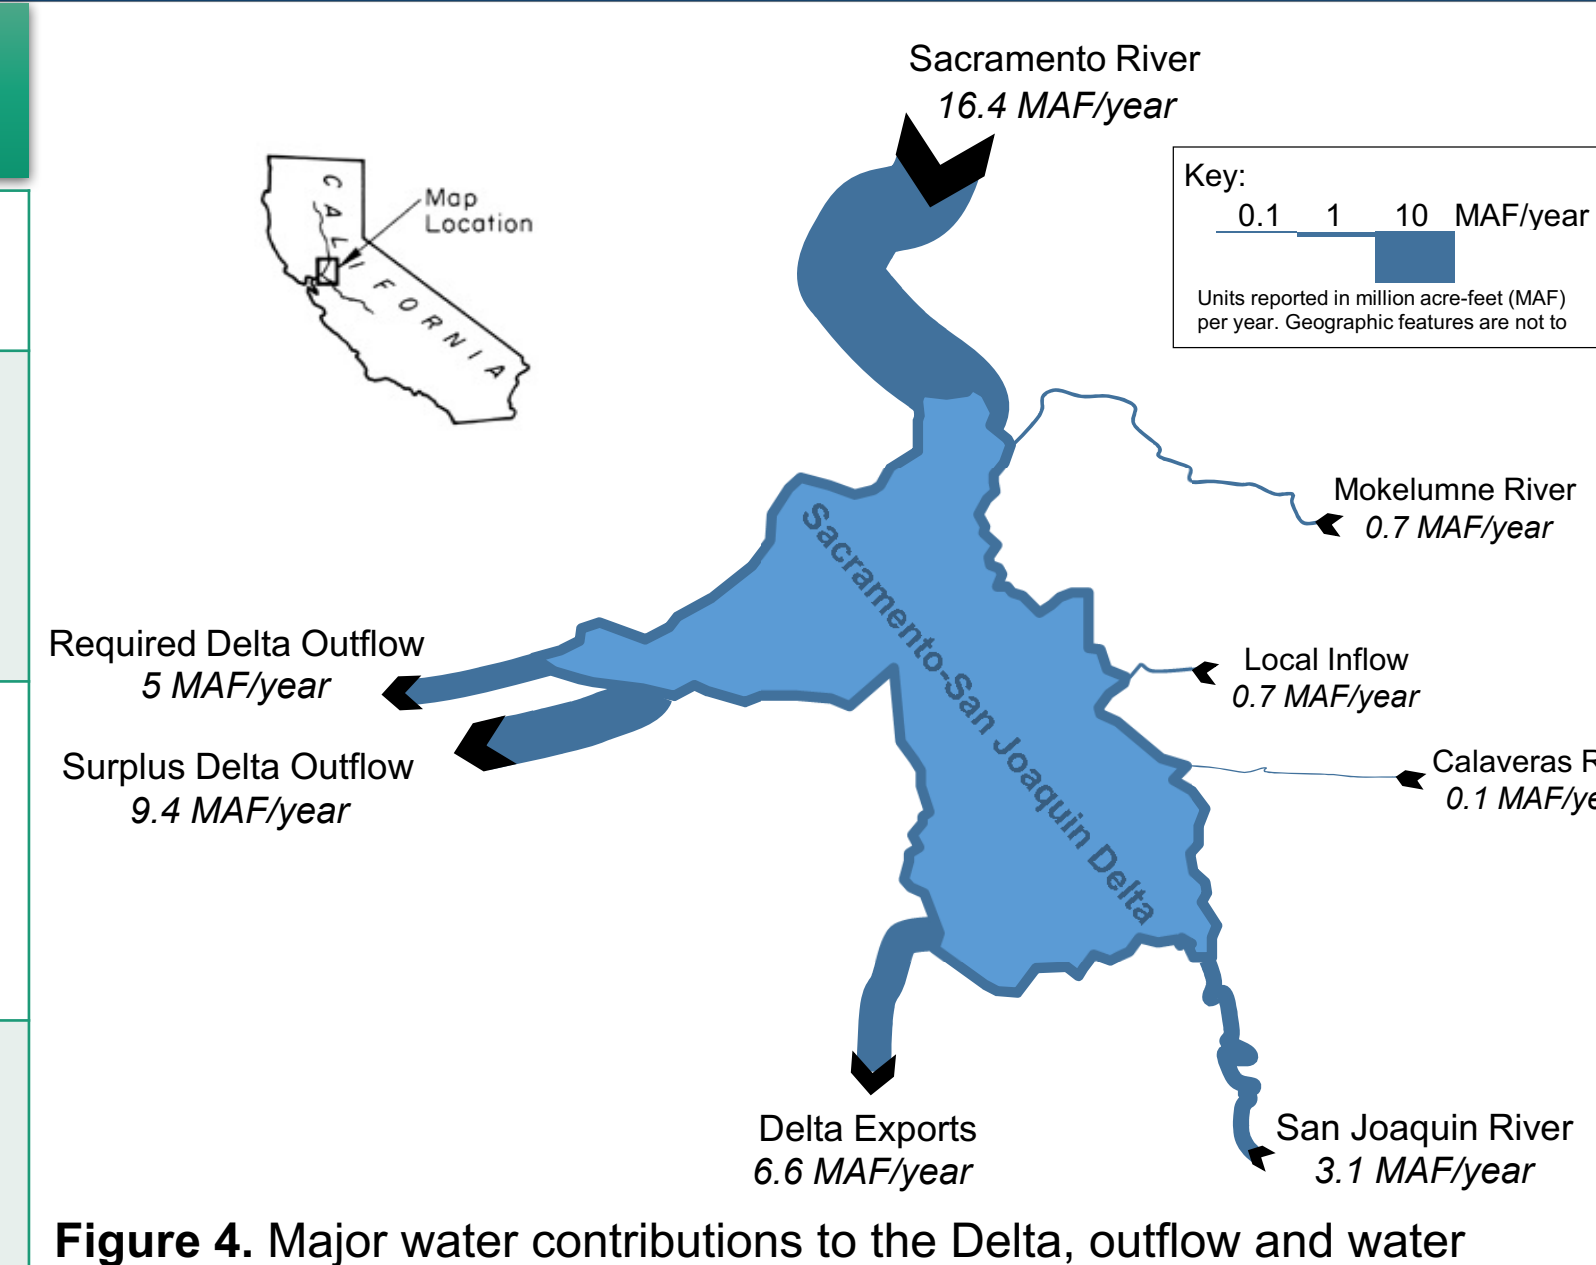 Sacramento River
16.4 MAF/year
Key:
0.1 1 10 MAF/year
Units reported in million acre-feet (MAF)
per year. Geographic features are not to
CALIFORNIA
Map
Location
Mokelumne River
0.7 MAF/year
Sacramento-San Joaquin Delta
Required Delta Outflow
5 MAF/year
Local Inflow
0.7 MAF/year
Surplus Delta Outflow
9.4 MAF/year
Calaveras
0.1
Delta Exports
6.6 MAF/year
San Joaquin River
3.1 MAF/year
Figure 4. Major water contributions to the Delta, outflow and water